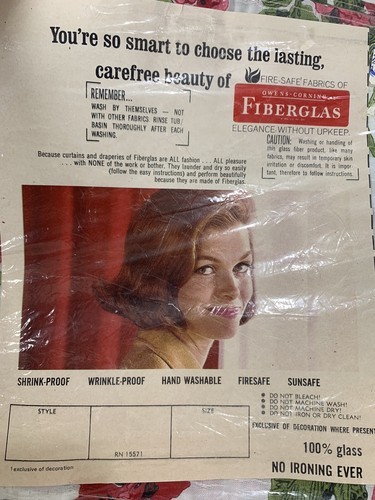 You're so smart to choose the lasting,
carefree beauty of
FIRE-SAFE FABRICS OF
OWENS-CORNING
FIBERGLAS
ELEGANCE WITHOUT UPKEEP.
REMEMBER...
WASH BY THEMSELVES — NOT
WITH OTHER FABRICS. RINSE TUB/
BASIN THOROUGHLY AFTER EACH
WASHING.
CAUTION: Washing or handling of
this glass fiber product, like many
fabrics, may result in temporary skin
irritation or discomfort. It is impor-
tant, therefore to follow instructions.
Because curtains and draperies of Fiberglas are ALL fashion . . . ALL pleasure
. . . with NONE of the work or bother. They launder and dry so easily
(follow the easy instructions) and perform beautifully
because they are made of Fiberglas.
SHRINK-PROOF WRINKLE-PROOF HAND WASHABLE FIRESAFE SUNSAFE
STYLE
SIZE
RN 15571
• DO NOT BLEACH!
• DO NOT MACHINE WASH!
• DO NOT MACHINE DRY!
• DO NOT IRON OR DRY CLEAN!
EXCLUSIVE OF DECORATION WHERE PRESENT
100% glass
NO IRONING EVER
exclusive of decoration